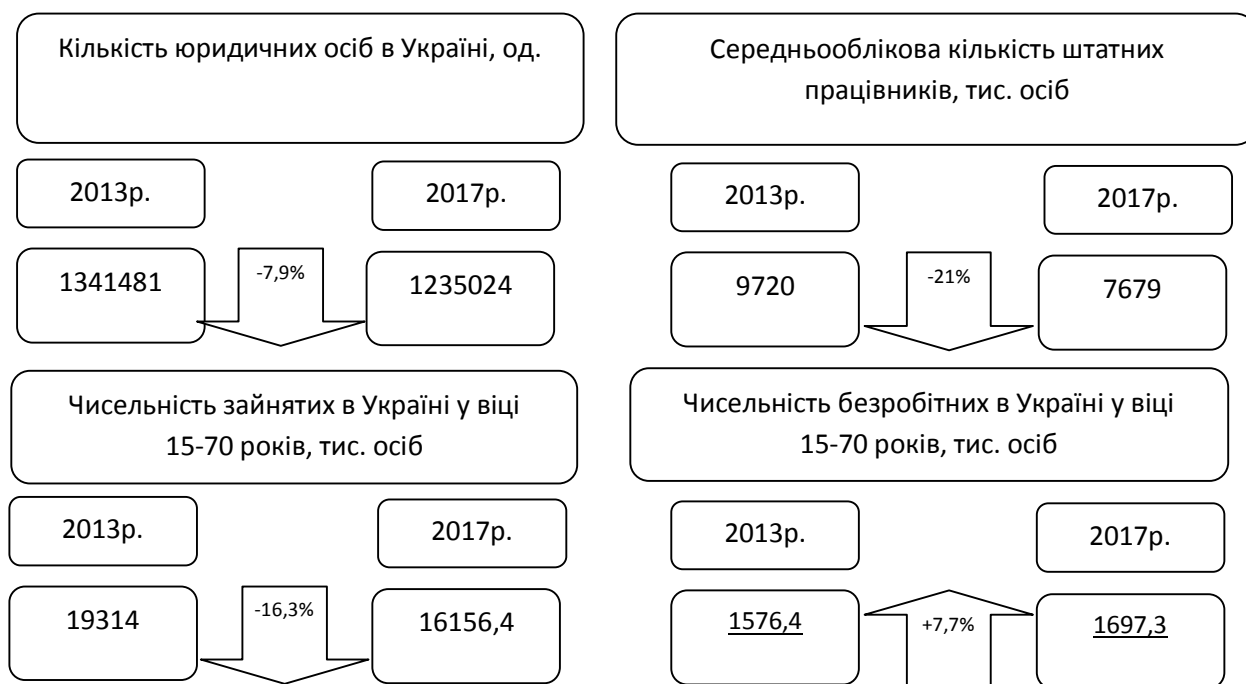 Кількість юридичних осіб в Україні, од.
2013р.
2017р.
1341481
-7,9%
1235024
Середньооблікова кількість штатних
працівників, тис. осіб
2013р.
2017р.
9720
-21%
7679
Чисельність зайнятих в Україні у віці
15-70 років, тис. осіб
2013р.
2017р.
19314
-16,3%
16156,4
Чисельність безробітних в Україні у віці
15-70 років, тис. осіб
2013р.
2017р.
1576,4
+7,7%
1697,3